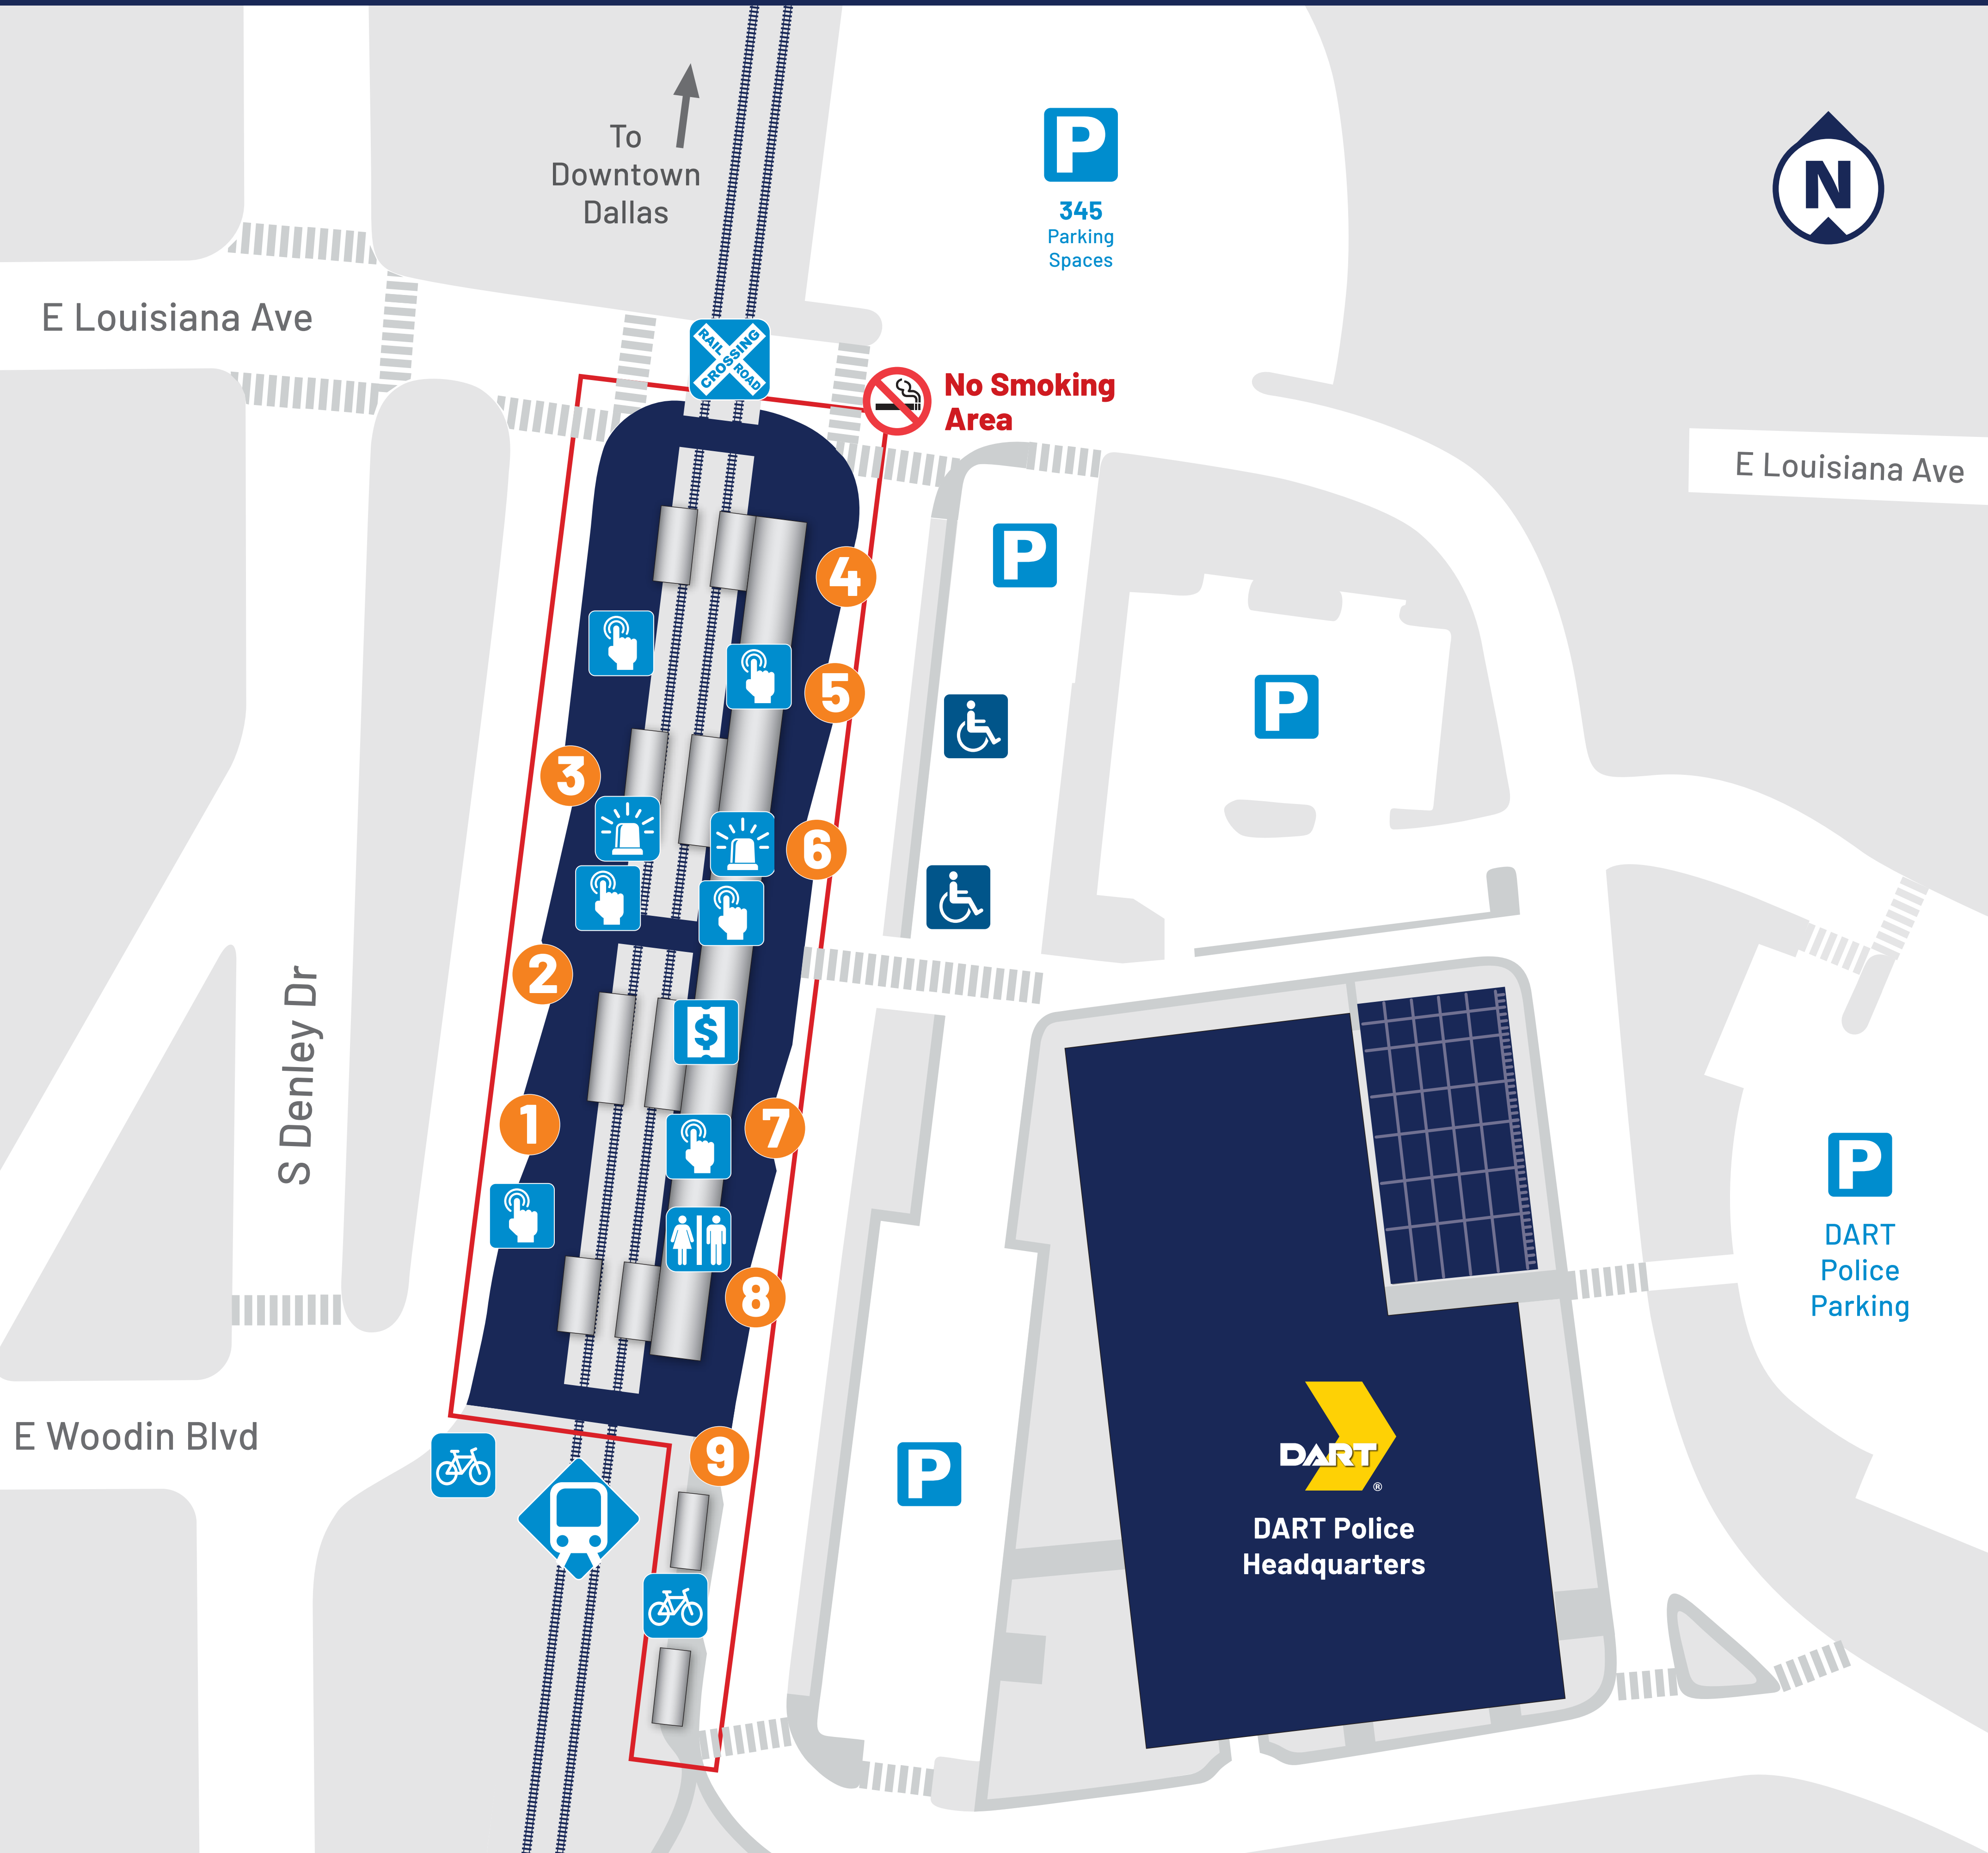 To
Downtown
Dallas
P
345
Parking
Spaces
N
E Louisiana Ave
RAIL
CROSSING
ROAD
No Smoking
Area
E Louisiana Ave
4
P
5
P
3
6
2
S Denley Dr
$
1
7
P
DART
Police
Parking
8
E Woodin Blvd
9
P
DART
®
DART Police
Headquarters